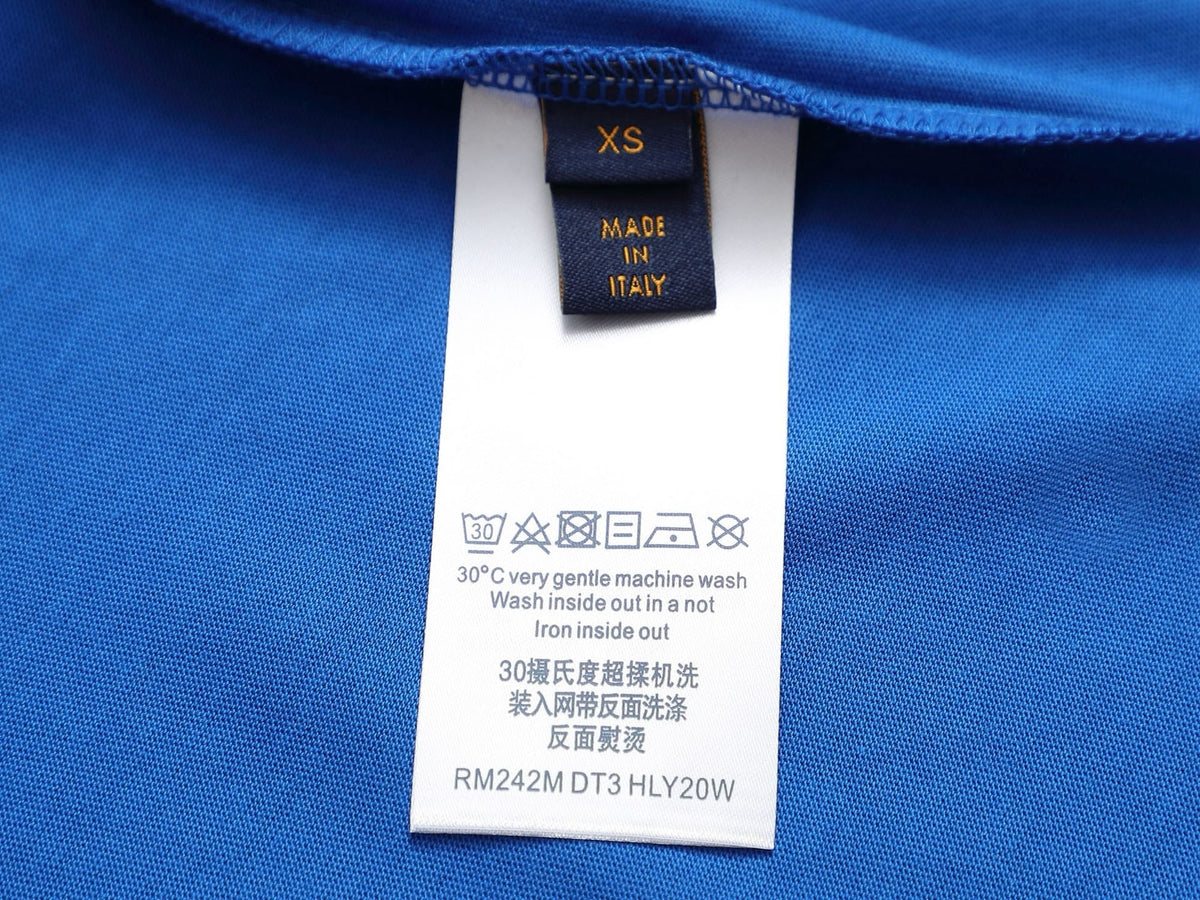 XS
MADE
IN
ITALY
30
30°C very gentle machine wash
Wash inside out in a not
Iron inside out
30摄氏度超揉机洗
装入网带反面洗涤
反面熨烫
RM242M DT3 HLY20W